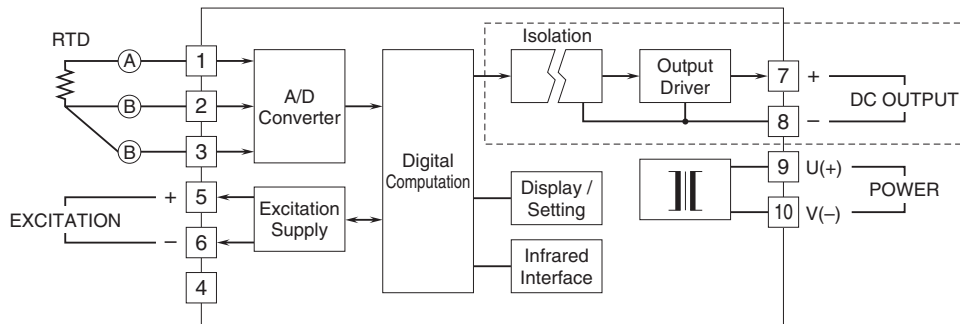 RTD
A
B
B
1
2
3
A/D
Converter
EXCITATION
+
−
5
6
4
Excitation
Supply
Digital
Computation
Isolation
Output
Driver
Display /
Setting
Infrared
Interface
7
+
8
−
DC OUTPUT
9
U(+)
10
V(−)
POWER